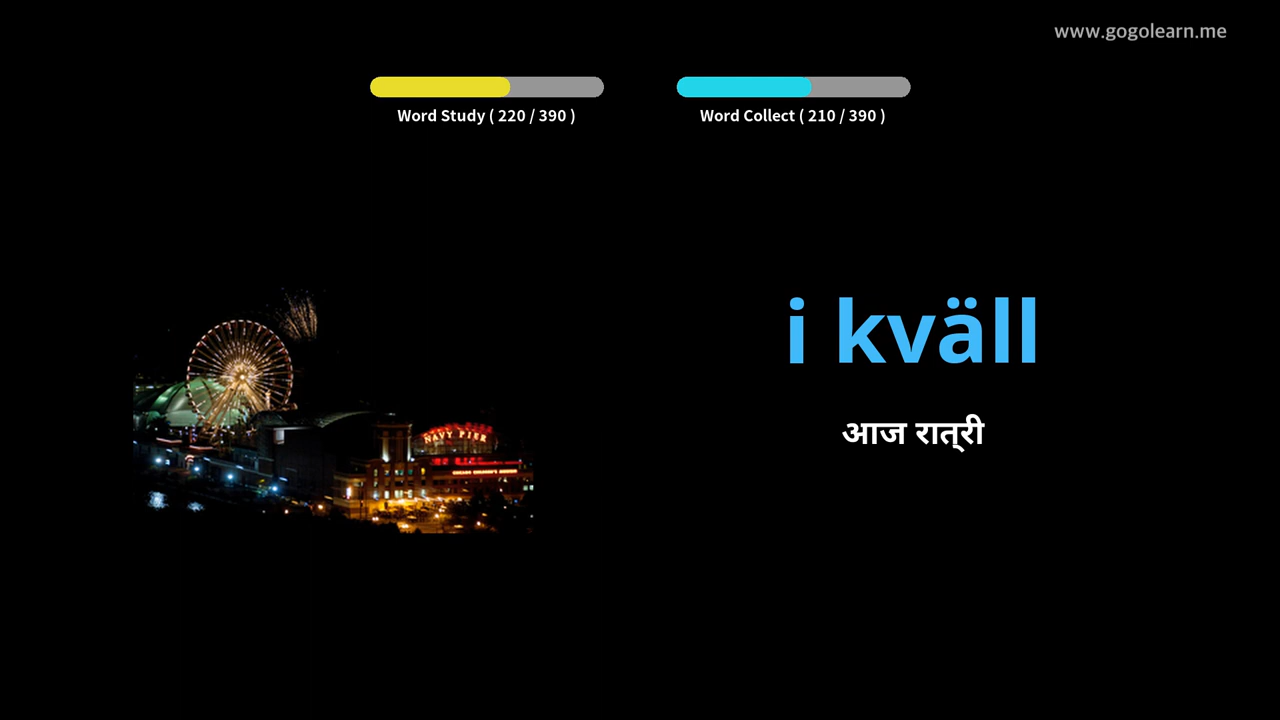 www.gogolearn.me
Word Study ( 220 / 390 )
Word Collect ( 210 / 390 )
i kväll
आज रात्री
NAVY PIER